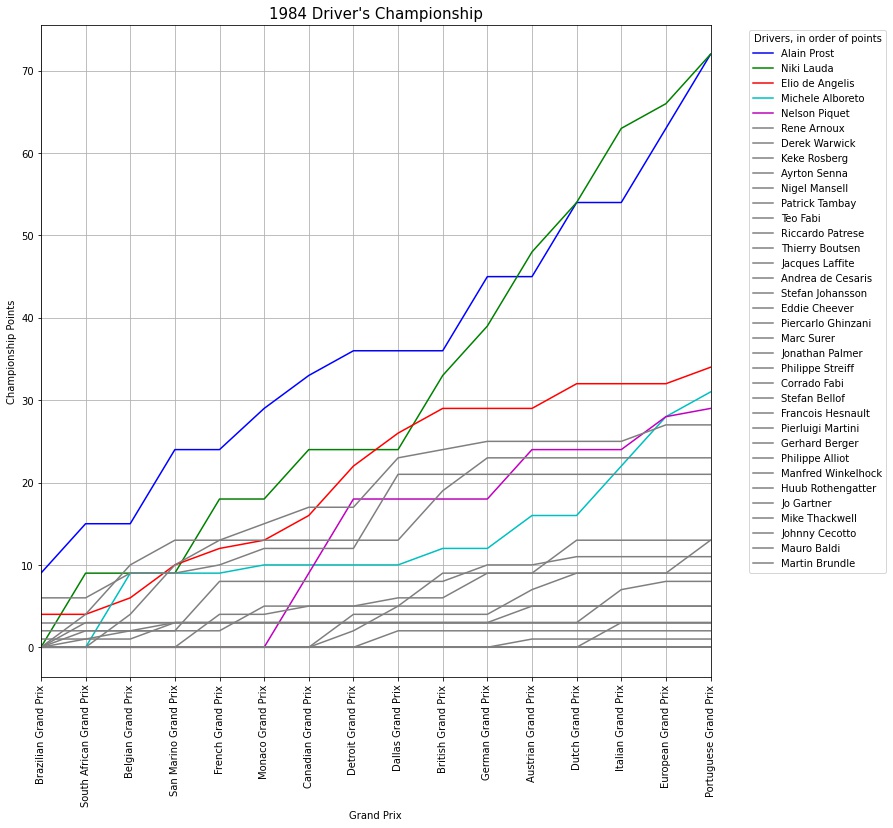 1984 Driver's Championship
Championship Points
70
60
50
40
30
20
10
0
Brazilian Grand Prix
South African Grand Prix
Belgian Grand Prix
San Marino Grand Prix
French Grand Prix
Monaco Grand Prix
Canadian Grand Prix
Detroit Grand Prix
Dallas Grand Prix
British Grand Prix
German Grand Prix
Austrian Grand Prix
Dutch Grand Prix
Italian Grand Prix
European Grand Prix
Portuguese Grand Prix
Grand Prix
Drivers, in order of points
Alain Prost
Niki Lauda
Elio de Angelis
Michele Alboreto
Nelson Piquet
Rene Arnoux
Derek Warwick
Keke Rosberg
Ayrton Senna
Nigel Mansell
Patrick Tambay
Teo Fabi
Riccardo Patrese
Thierry Boutsen
Jacques Laffite
Andrea de Cesaris
Stefan Johansson
Eddie Cheever
Piercarlo Ghinzani
Marc Surer
Jonathan Palmer
Philippe Streiff
Corrado Fabi
Stefan Bellof
Francois Hesnault
Pierluigi Martini
Gerhard Berger
Philippe Alliot
Manfred Winkelhock
Huub Rothengatter
Jo Gartner
Mike Thackwell
Johnny Cecotto
Mauro Baldi
Martin Brundle